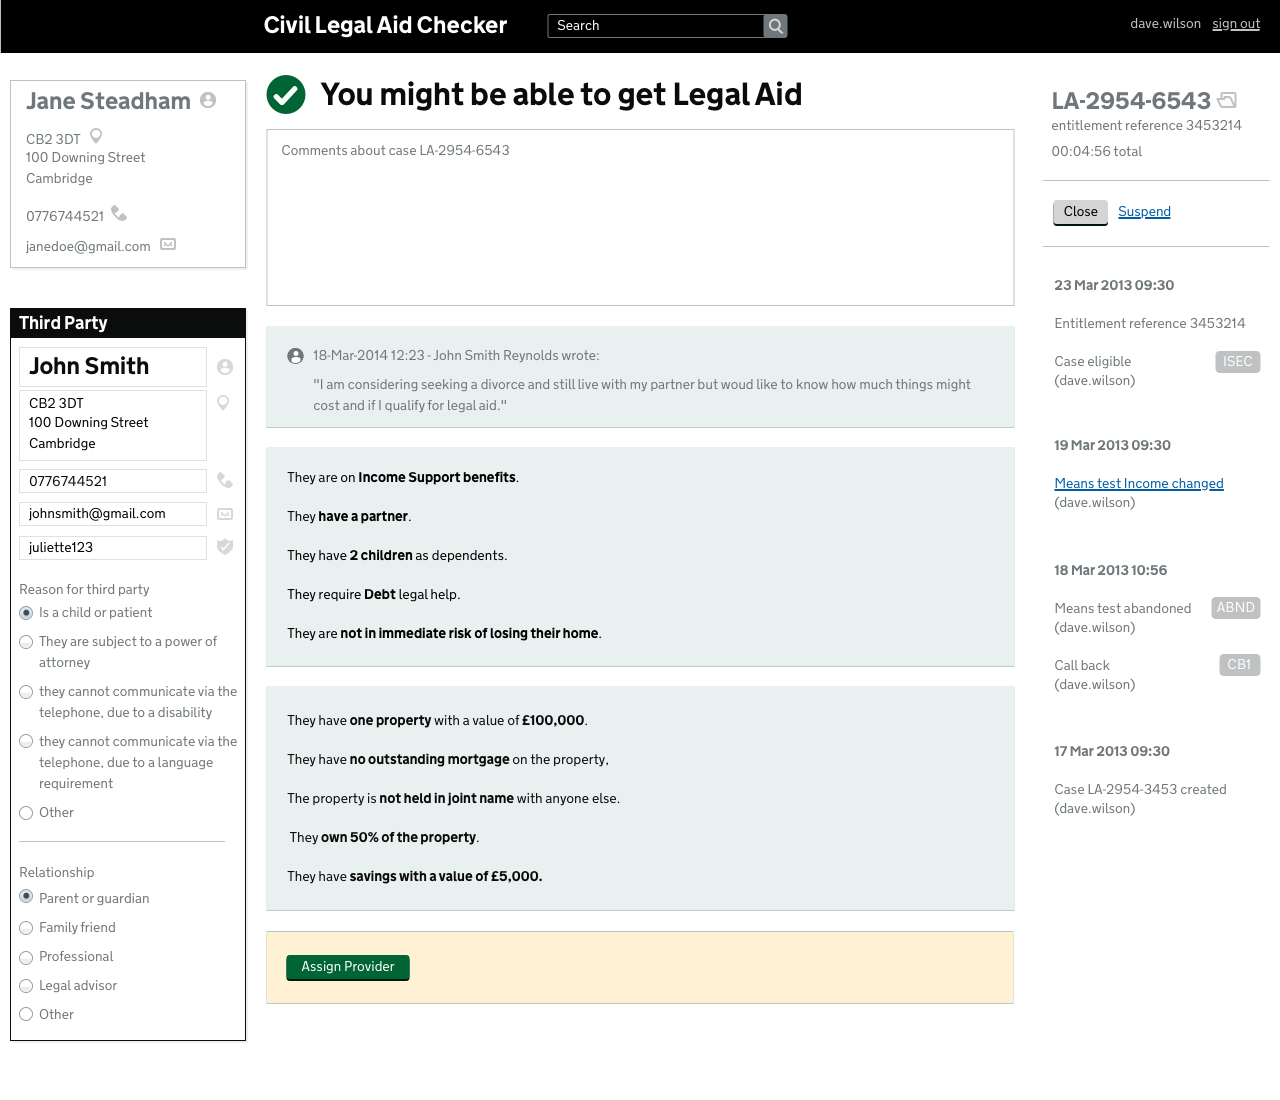 Civil Legal Aid Checker
Search
dave.wilson sign out
Jane Steadham
CB2 3DT
100 Downing Street
Cambridge
0776744521
janedoe@gmail.com
Third Party
John Smith
CB2 3DT
100 Downing Street
Cambridge
0776744521
johnsmith@gmail.com
juliette123
Reason for third party
Is a child or patient
They are subject to a power of
attorney
they cannot communicate via the
telephone, due to a disability
they cannot communicate via the
telephone, due to a language
requirement
Other
Relationship
Parent or guardian
Family friend
Professional
Legal advisor
Other
You might be able to get Legal Aid
Comments about case LA-2954-6543
18-Mar-2014 12:23 - John Smith Reynolds wrote:
"I am considering seeking a divorce and still live with my partner but woud like to know how much things might
cost and if I qualify for legal aid."
They are on Income Support benefits.
They have a partner.
They have 2 children as dependents.
They require Debt legal help.
They are not in immediate risk of losing their home.
They have one property with a value of £100,000.
They have no outstanding mortgage on the property,
The property is not held in joint name with anyone else.
They own 50% of the property.
They have savings with a value of £5,000.
Assign Provider
LA-2954-6543
entitlement reference 3453214
00:04:56 total
Close Suspend
23 Mar 2013 09:30
Entitlement reference 3453214
Case eligible ISEC
(dave.wilson)
19 Mar 2013 09:30
Means test Income changed
(dave.wilson)
18 Mar 2013 10:56
Means test abandoned ABND
(dave.wilson)
Call back CB1
(dave.wilson)
17 Mar 2013 09:30
Case LA-2954-3453 created
(dave.wilson)